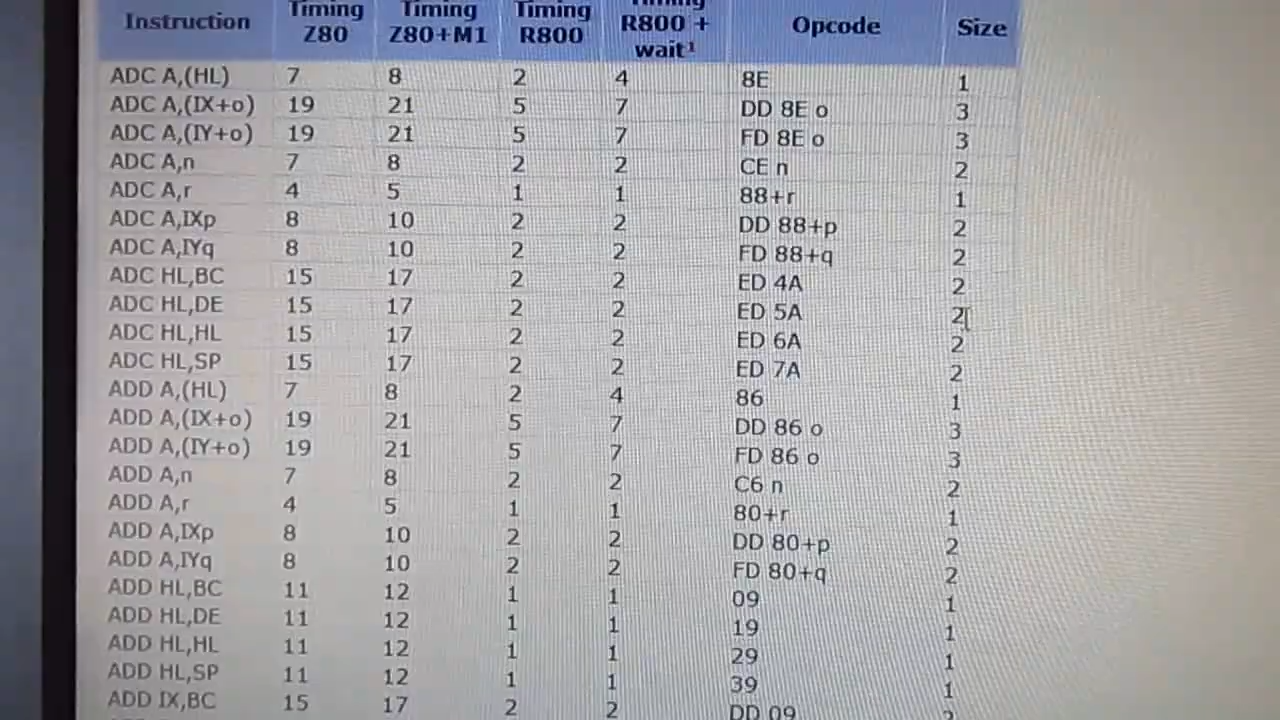 Instruction Timing Z80 Timing Z80+M1 Timing R800 Timing R800 + wait¹ Opcode Size
ADC A,(HL) 7 8 2 4 8E 1
ADC A,(IX+o) 19 21 5 7 DD 8E o 3
ADC A,(IY+o) 19 21 5 7 FD 8E o 3
ADC A,n 7 8 2 2 CE n 2
ADC A,r 4 5 1 1 88+r 1
ADC A,IXp 8 10 2 2 DD 88+p 2
ADC A,IYq 8 10 2 2 FD 88+q 2
ADC HL,BC 15 17 2 2 ED 4A 2
ADC HL,DE 15 17 2 2 ED 5A 2
ADC HL,HL 15 17 2 2 ED 6A 2
ADC HL,SP 15 17 2 2 ED 7A 2
ADD A,(HL) 7 8 2 4 86 1
ADD A,(IX+o) 19 21 5 7 DD 86 o 3
ADD A,(IY+o) 19 21 5 7 FD 86 o 3
ADD A,n 7 8 2 2 C6 n 2
ADD A,r 4 5 1 1 80+r 1
ADD A,IXp 8 10 2 2 DD 80+p 2
ADD A,IYq 8 10 2 2 FD 80+q 2
ADD HL,BC 11 12 1 1 09 1
ADD HL,DE 11 12 1 1 19 1
ADD HL,HL 11 12 1 1 29 1
ADD HL,SP 11 12 1 1 39 1
ADD IX,BC 15 17 2 2 DD 09 2